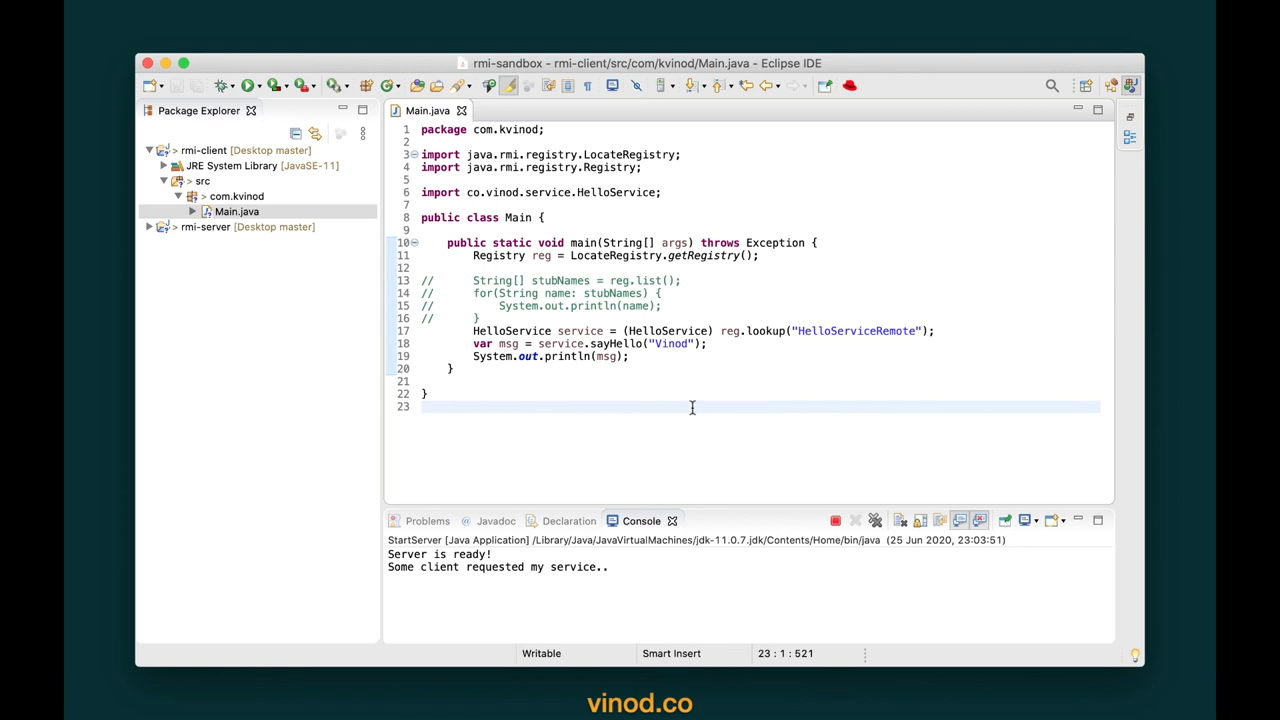 rmi-sandbox - rmi-client/src/com/kvinod/Main.java - Eclipse IDE
Package Explorer
> rmi-client [Desktop master]
JRE System Library [JavaSE-11]
> src
> com.kvinod
Main.java
> rmi-server [Desktop master]
Main.java
1 package com.kvinod;
2
3 import java.rmi.registry.LocateRegistry;
4 import java.rmi.registry.Registry;
5
6 import co.vinod.service.HelloService;
7
8 public class Main {
9
10 public static void main(String[] args) throws Exception {
11 Registry reg = LocateRegistry.getRegistry();
12
13 // String[] stubNames = reg.list();
14 // for(String name: stubNames) {
15 // System.out.println(name);
16 // }
17 HelloService service = (HelloService) reg.lookup("HelloServiceRemote");
18 var msg = service.sayHello("Vinod");
19 System.out.println(msg);
20 }
21
22 }
23
Problems @ Javadoc Declaration Console
StartServer [Java Application] /Library/Java/JavaVirtualMachines/jdk-11.0.7.jdk/Contents/Home/bin/java (25 Jun 2020, 23:03:51)
Server is ready!
Some client requested my service..
Writable Smart Insert 23 : 1 : 521
vinod.co